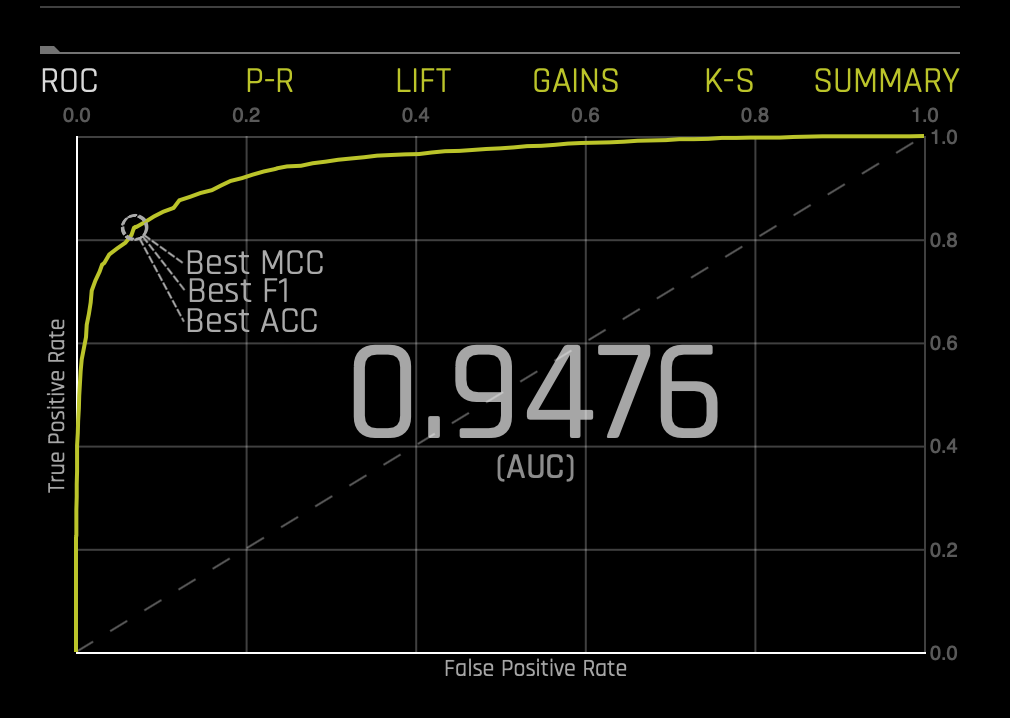 ROC P-R LIFT GAINS K-S SUMMARY
0.0 0.2 0.4 0.6 0.8 1.0
1.0
0.8
Best MCC
Best F1
Best ACC
True Positive Rate
0.6
0.9476
0.4
(AUC)
0.2
0.0
False Positive Rate